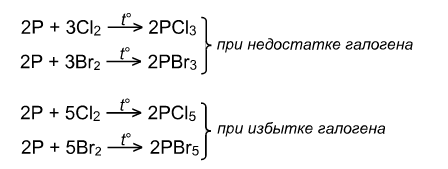 2P + 3Cl₂ t° → 2PCl₃
2P + 3Br₂ t° → 2PBr₃
при недостатке галогена
2P + 5Cl₂ t° → 2PCl₅
2P + 5Br₂ t° → 2PBr₅
при избытке галогена